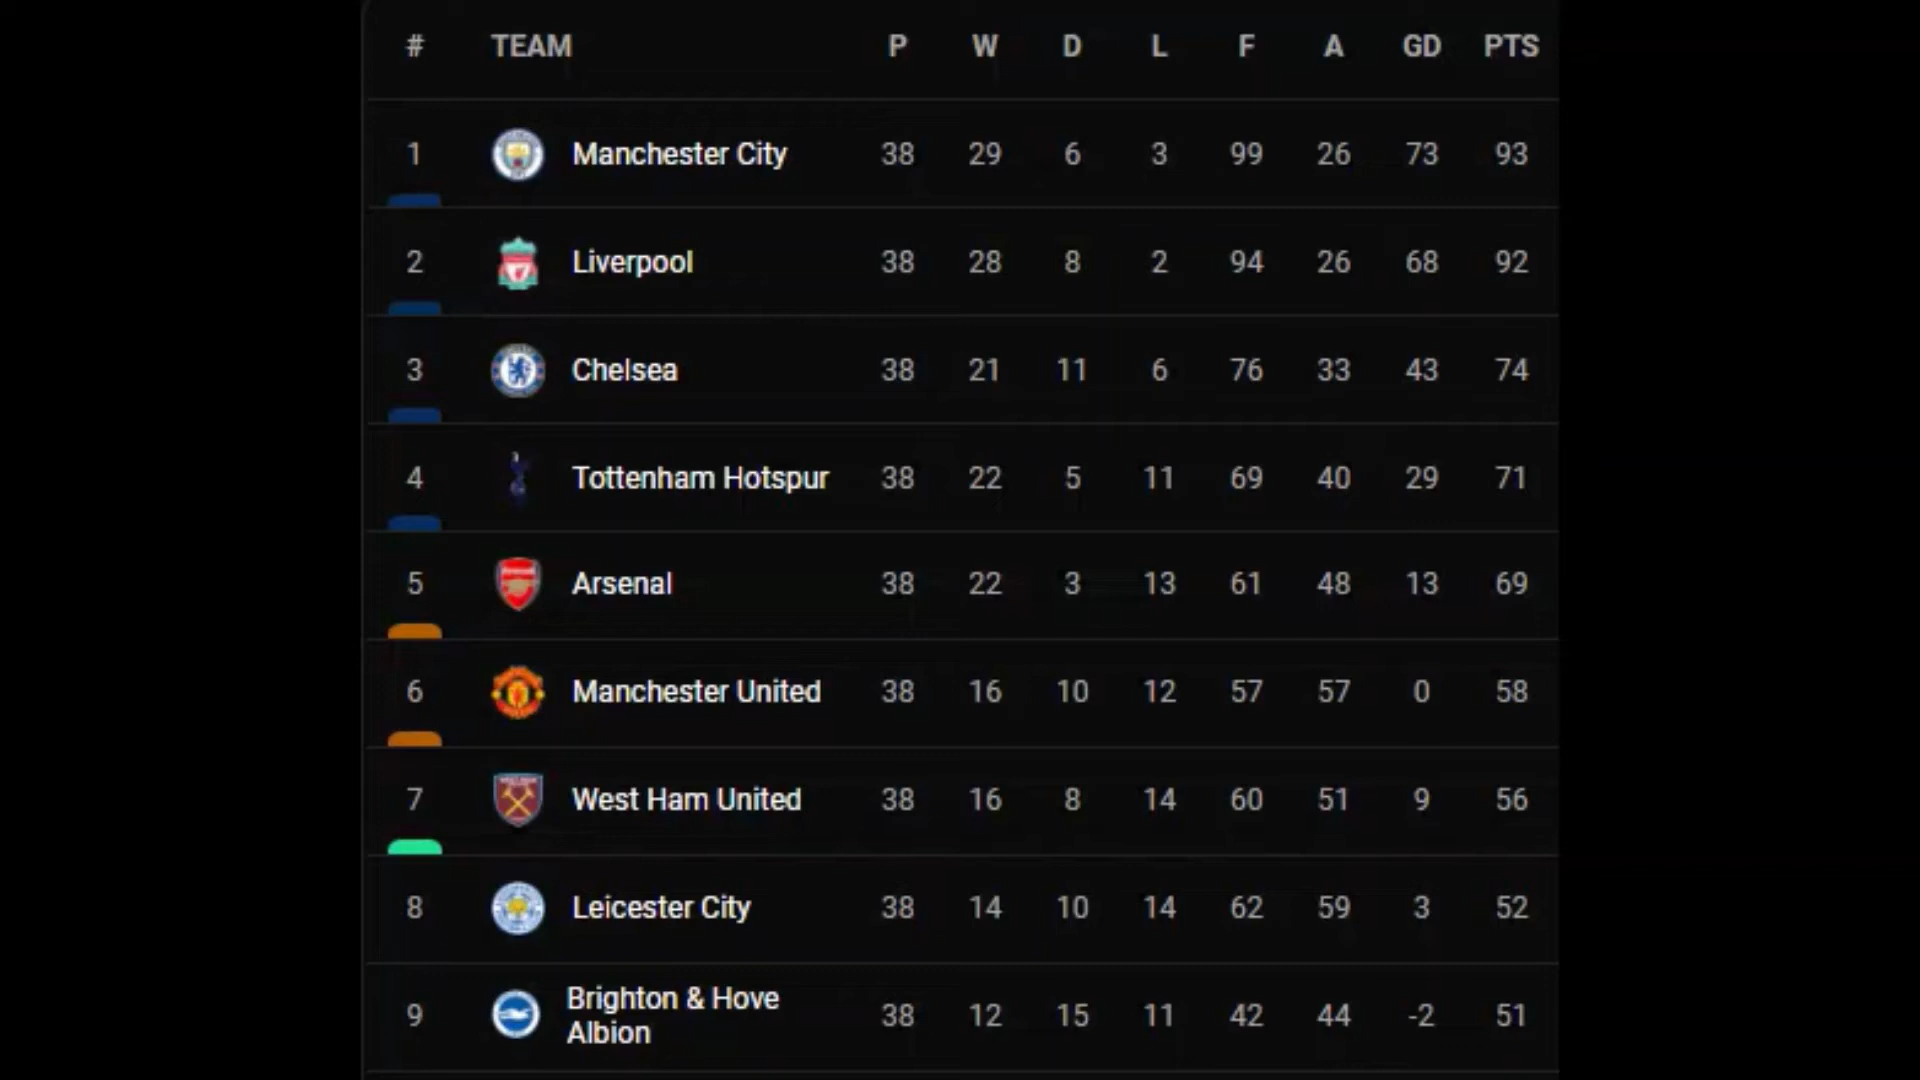 # TEAM P W D L F A GD PTS
1 Manchester City 38 29 6 3 99 26 73 93
2 Liverpool 38 28 8 2 94 26 68 92
3 Chelsea 38 21 11 6 76 33 43 74
4 Tottenham Hotspur 38 22 5 11 69 40 29 71
5 Arsenal 38 22 3 13 61 48 13 69
6 Manchester United 38 16 10 12 57 57 0 58
7 West Ham United 38 16 8 14 60 51 9 56
8 Leicester City 38 14 10 14 62 59 3 52
9 Brighton & Hove
Albion 38 12 15 11 42 44 -2 51